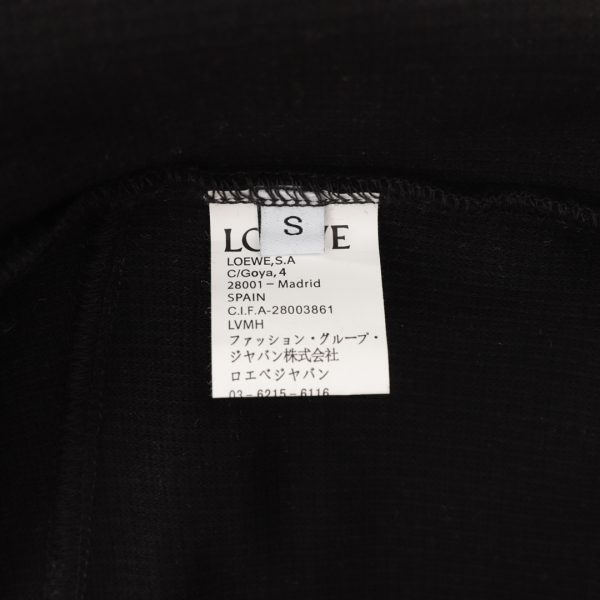 S
LOEWE
LOEWE,S.A
C/Goya, 4
28001 – Madrid
SPAIN
C.I.F.A-28003861
LVMH
ファッション・グループ・
ジャパン株式会社
ロエベジャパン
03-6215-6116